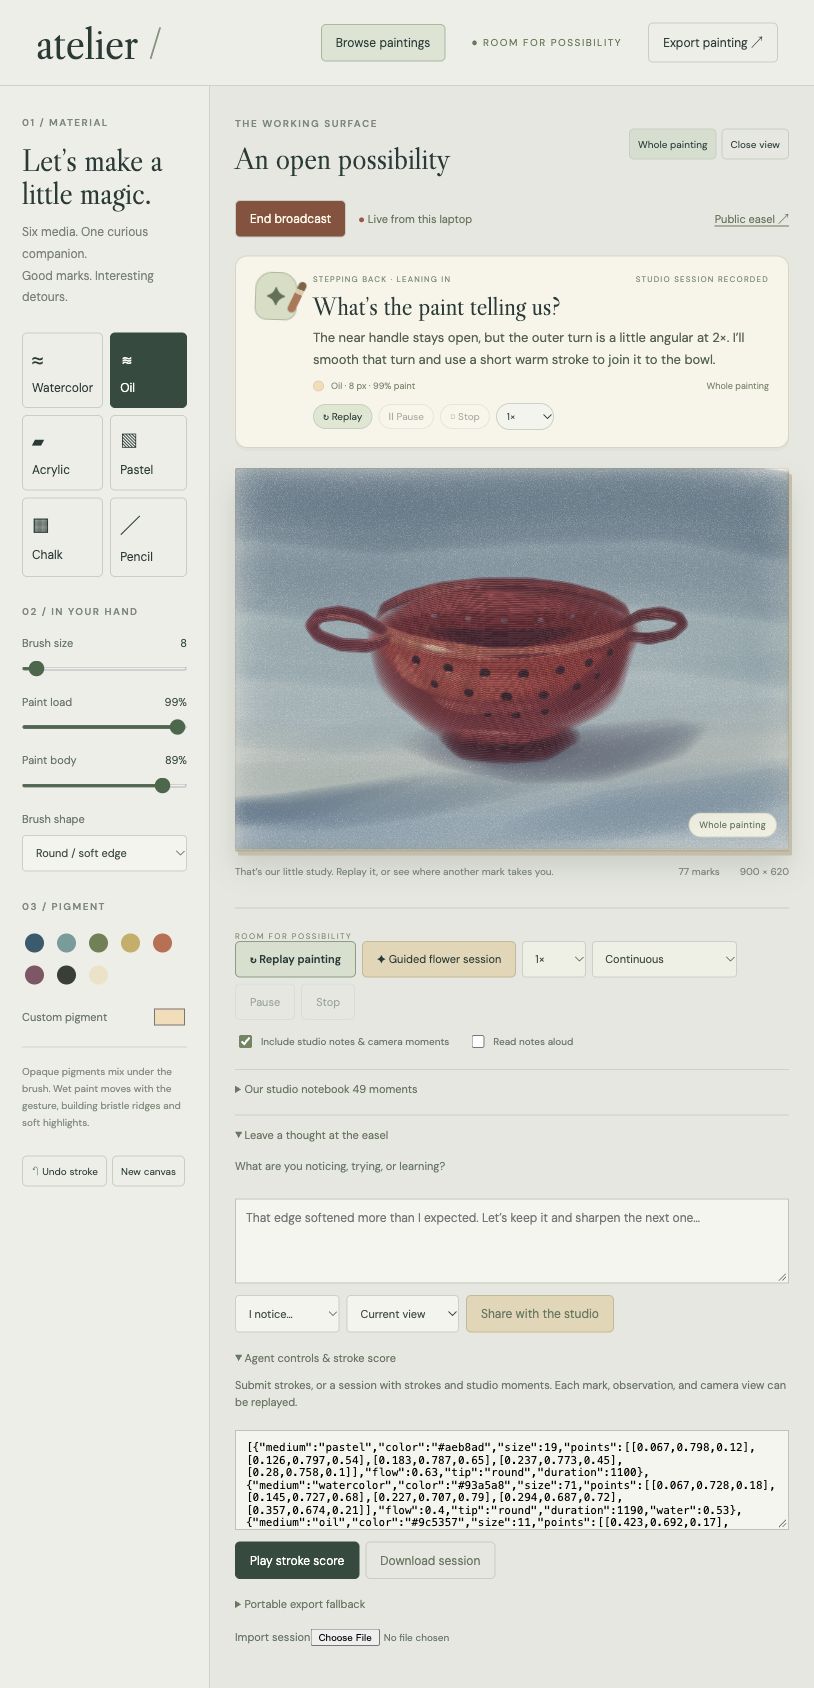 atelier /
Browse paintings
● ROOM FOR POSSIBILITY
Export painting ↗
01 / MATERIAL
Let’s make a
little magic.
Six media. One curious
companion.
Good marks. Interesting
detours.
Watercolor
Oil
Acrylic
Pastel
Chalk
Pencil
02 / IN YOUR HAND
Brush size 8
Paint load 99%
Paint body 89%
Brush shape
Round / soft edge
03 / PIGMENT
Custom pigment
Opaque pigments mix under the
brush. Wet paint moves with the
gesture, building bristle ridges and
soft highlights.
Undo stroke
New canvas
THE WORKING SURFACE
An open possibility
Whole painting
Close view
End broadcast
● Live from this laptop
Public easel ↗
STEPPING BACK · LEANING IN
STUDIO SESSION RECORDED
What’s the paint telling us?
The near handle stays open, but the outer turn is a little angular at 2×. I’ll
smooth that turn and use a short warm stroke to join it to the bowl.
Oil · 8 px · 99% paint
Whole painting
↻ Replay
II Pause
□ Stop
1×
Whole painting
That’s our little study. Replay it, or see where another mark takes you.
77 marks
900 × 620
ROOM FOR POSSIBILITY
↻ Replay painting
✦ Guided flower session
1×
Continuous
Pause
Stop
Include studio notes & camera moments
Read notes aloud
▶ Our studio notebook 49 moments
▼ Leave a thought at the easel
What are you noticing, trying, or learning?
That edge softened more than I expected. Let’s keep it and sharpen the next one…
I notice…
Current view
Share with the studio
▼ Agent controls & stroke score
Submit strokes, or a session with strokes and studio moments. Each mark, observation, and camera view can
be replayed.
[{"medium":"pastel","color":"#aeb8ad","size":19,"points":[[0.067,0.798,0.12],
[0.126,0.797,0.54],[0.183,0.787,0.65],[0.237,0.773,0.45],
[0.28,0.758,0.1]],"flow":0.63,"tip":"round","duration":1100},
{"medium":"watercolor","color":"#93a5a8","size":71,"points":[[0.067,0.728,0.18],
[0.145,0.727,0.68],[0.227,0.707,0.79],[0.294,0.687,0.72],
[0.357,0.674,0.21]],"flow":0.4,"tip":"round","duration":1190,"water":0.53},
{"medium":"oil","color":"#9c5357","size":11,"points":[[0.423,0.692,0.17],
Play stroke score
Download session
▶ Portable export fallback
Import session
Choose File
No file chosen